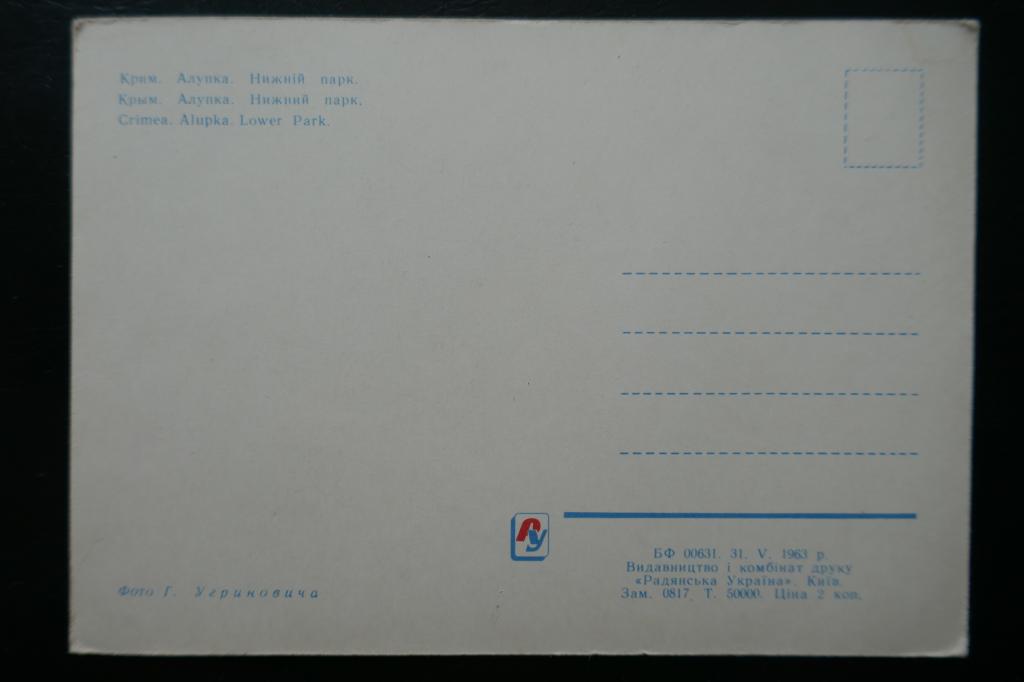 Крим. Алупка. Нижній парк.
Крым. Алупка. Нижний парк.
Crimea. Alupka. Lower Park.
РУ
БФ 00631. 31. V. 1963 р.
Видавництво і комбінат друку
«Радянська Україна». Київ.
Зам. 0817. Т. 50000. Ціна 2 коп.
Фото Г. Угриновича